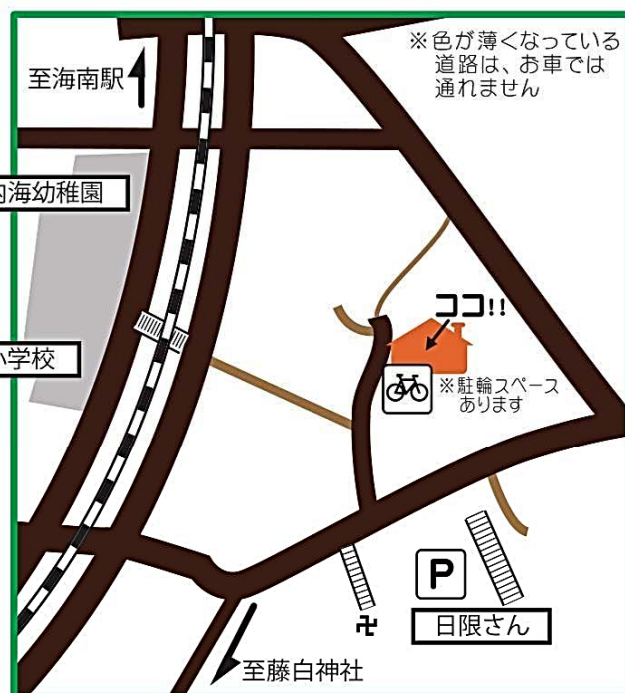 ※色が薄くなっている
道路は、お車では
通れません
至海南駅
内海幼稚園
小学校
ココ!!
※駐輪スペース
あります
P
日限さん
卍
至藤白神社